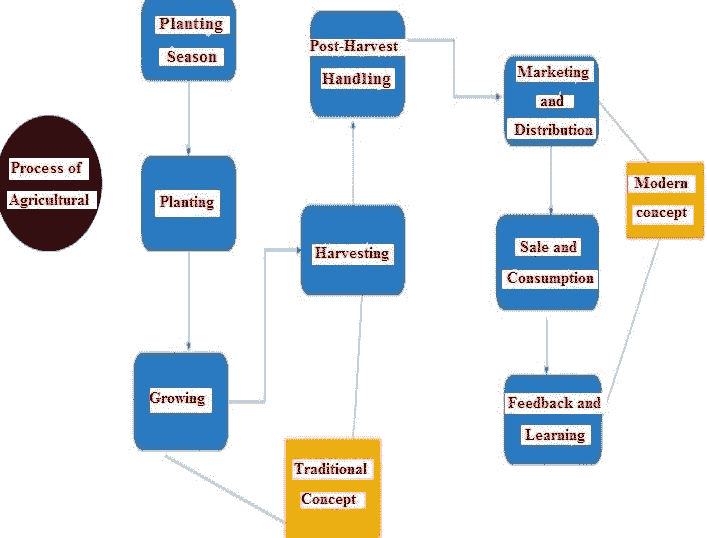 Planting
Season
Process of
Agricultural
Planting
Growing
Traditional
Concept
Harvesting
Post-Harvest
Handling
Marketing
and
Distribution
Modern
concept
Sale and
Consumption
Feedback and
Learning